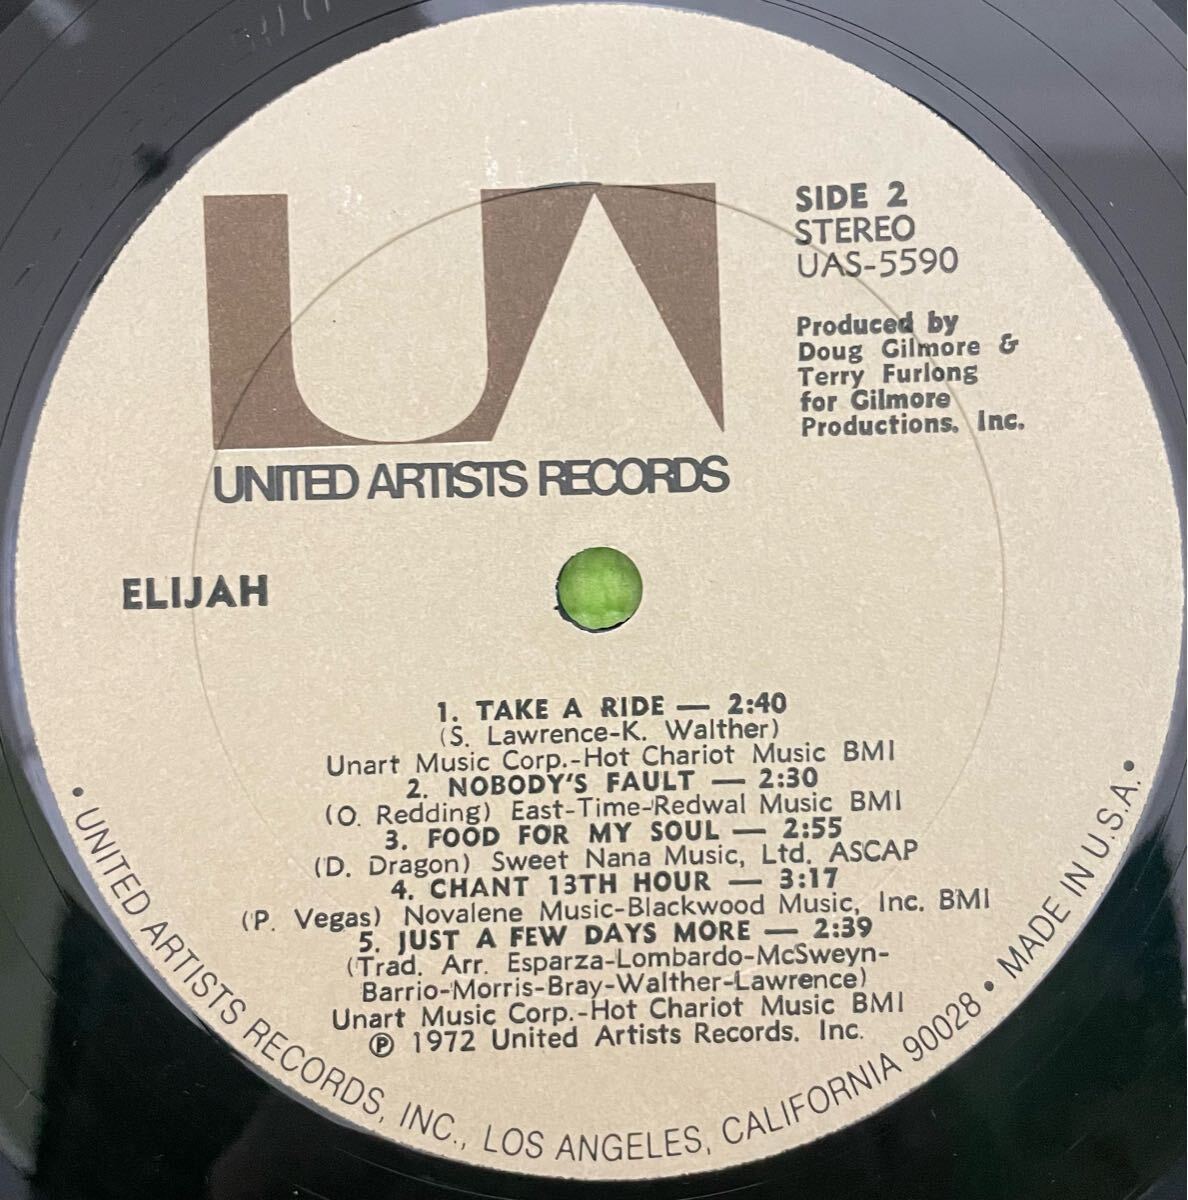 UA
UNITED ARTISTS RECORDS
SIDE 2
STEREO
UAS-5590
Produced by
Doug Gilmore &
Terry Furlong
for Gilmore
Productions, Inc.
ELIJAH
1. TAKE A RIDE — 2:40
(S. Lawrence-K. Walther)
Unart Music Corp.-Hot Chariot Music BMI
2. NOBODY'S FAULT — 2:30
(O. Redding) East-Time-Redwal Music BMI
3. FOOD FOR MY SOUL — 2:55
(D. Dragon) Sweet Nana Music, Ltd. ASCAP
4. CHANT 13TH HOUR — 3:17
(P. Vegas) Novalene Music-Blackwood Music, Inc. BMI
5. JUST A FEW DAYS MORE — 2:39
(Trad. Arr. Esparza-Lombardo-McSweyn-
Barrio-Morris-Bray-Walther-Lawrence)
Unart Music Corp.-Hot Chariot Music BMI
℗ 1972 United Artists Records, Inc.
• UNITED ARTISTS RECORDS, INC., LOS ANGELES, CALIFORNIA 90028 • MADE IN U.S.A. •